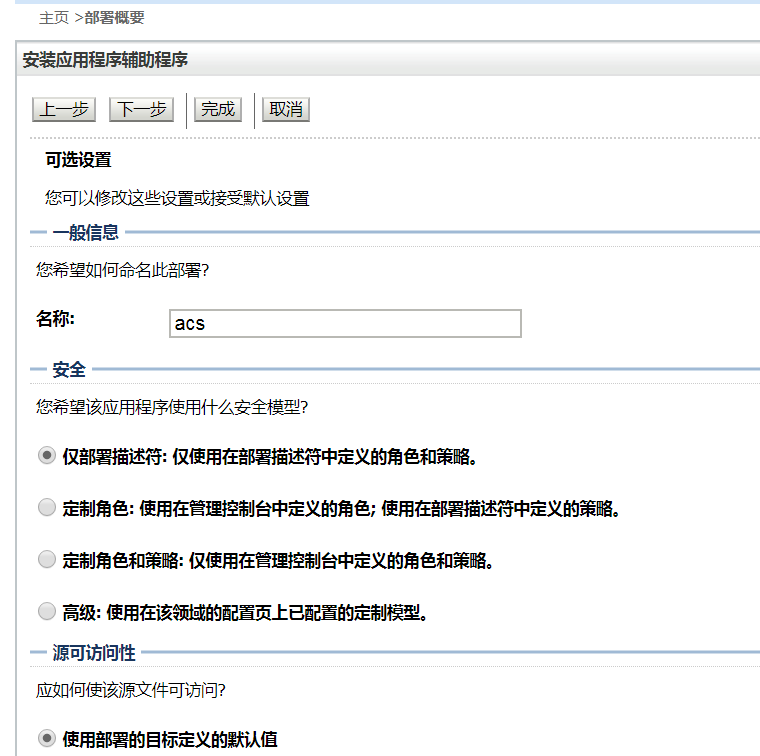 主页 >部署概要
安装应用程序辅助程序
上一步 下一步 完成 取消
可选设置
您可以修改这些设置或接受默认设置
一般信息
您希望如何命名此部署?
名称: acs
安全
您希望该应用程序使用什么安全模型?
仅部署描述符: 仅使用在部署描述符中定义的角色和策略。
定制角色: 使用在管理控制台中定义的角色; 使用在部署描述符中定义的策略。
定制角色和策略: 仅使用在管理控制台中定义的角色和策略。
高级: 使用在该领域的配置页上已配置的定制模型。
源可访问性
应如何使该源文件可访问?
使用部署的目标定义的默认值